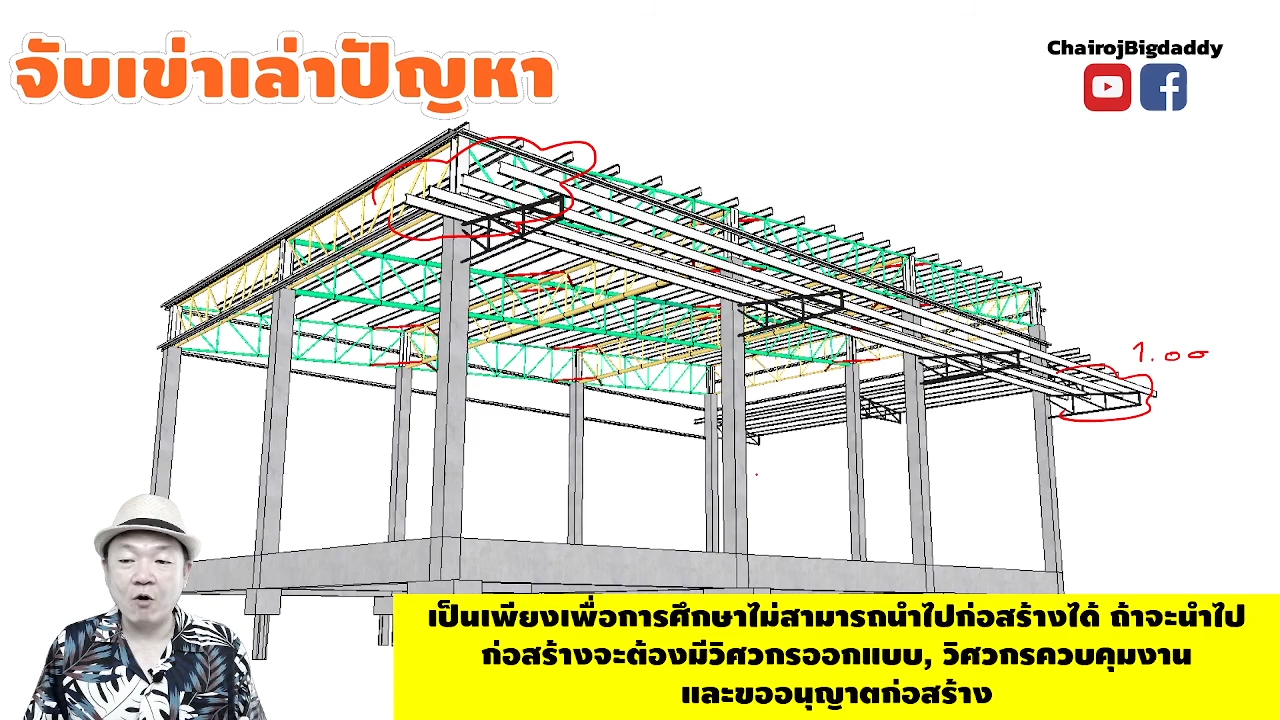 จับเข่าเล่าปัญหา
ChairojBigdaddy
1.00
เป็นเพียงเพื่อการศึกษาไม่สามารถนำไปก่อสร้างได้ ถ้าจะนำไป
ก่อสร้างจะต้องมีวิศวกรออกแบบ, วิศวกรควบคุมงาน
และขออนุญาตก่อสร้าง